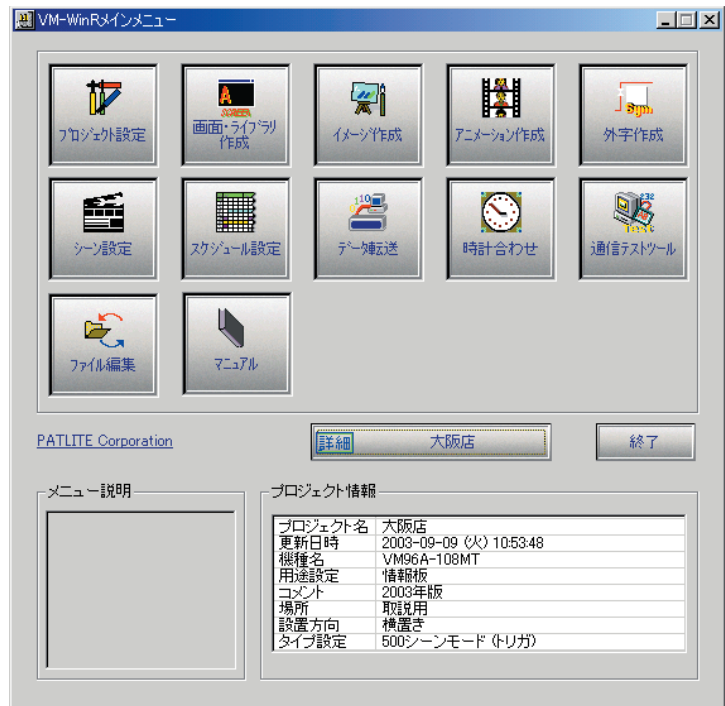 VM-WinRメインメニュー
プロジェクト設定
画面・ライブラリ
作成
イメージ作成
アニメーション作成
外字作成
シーン設定
スケジュール設定
データ転送
時計合わせ
通信テストツール
ファイル編集
マニュアル
PATLITE Corporation
詳細 大阪店
終了
メニュー説明
プロジェクト情報
プロジェクト名 大阪店
更新日時 2003-09-09 (火) 10:53:48
機種名 VM96A-108MT
用途設定 情報板
コメント 2003年版
場所 取説用
設置方向 横置き
タイプ設定 500シーンモード (トリガ)